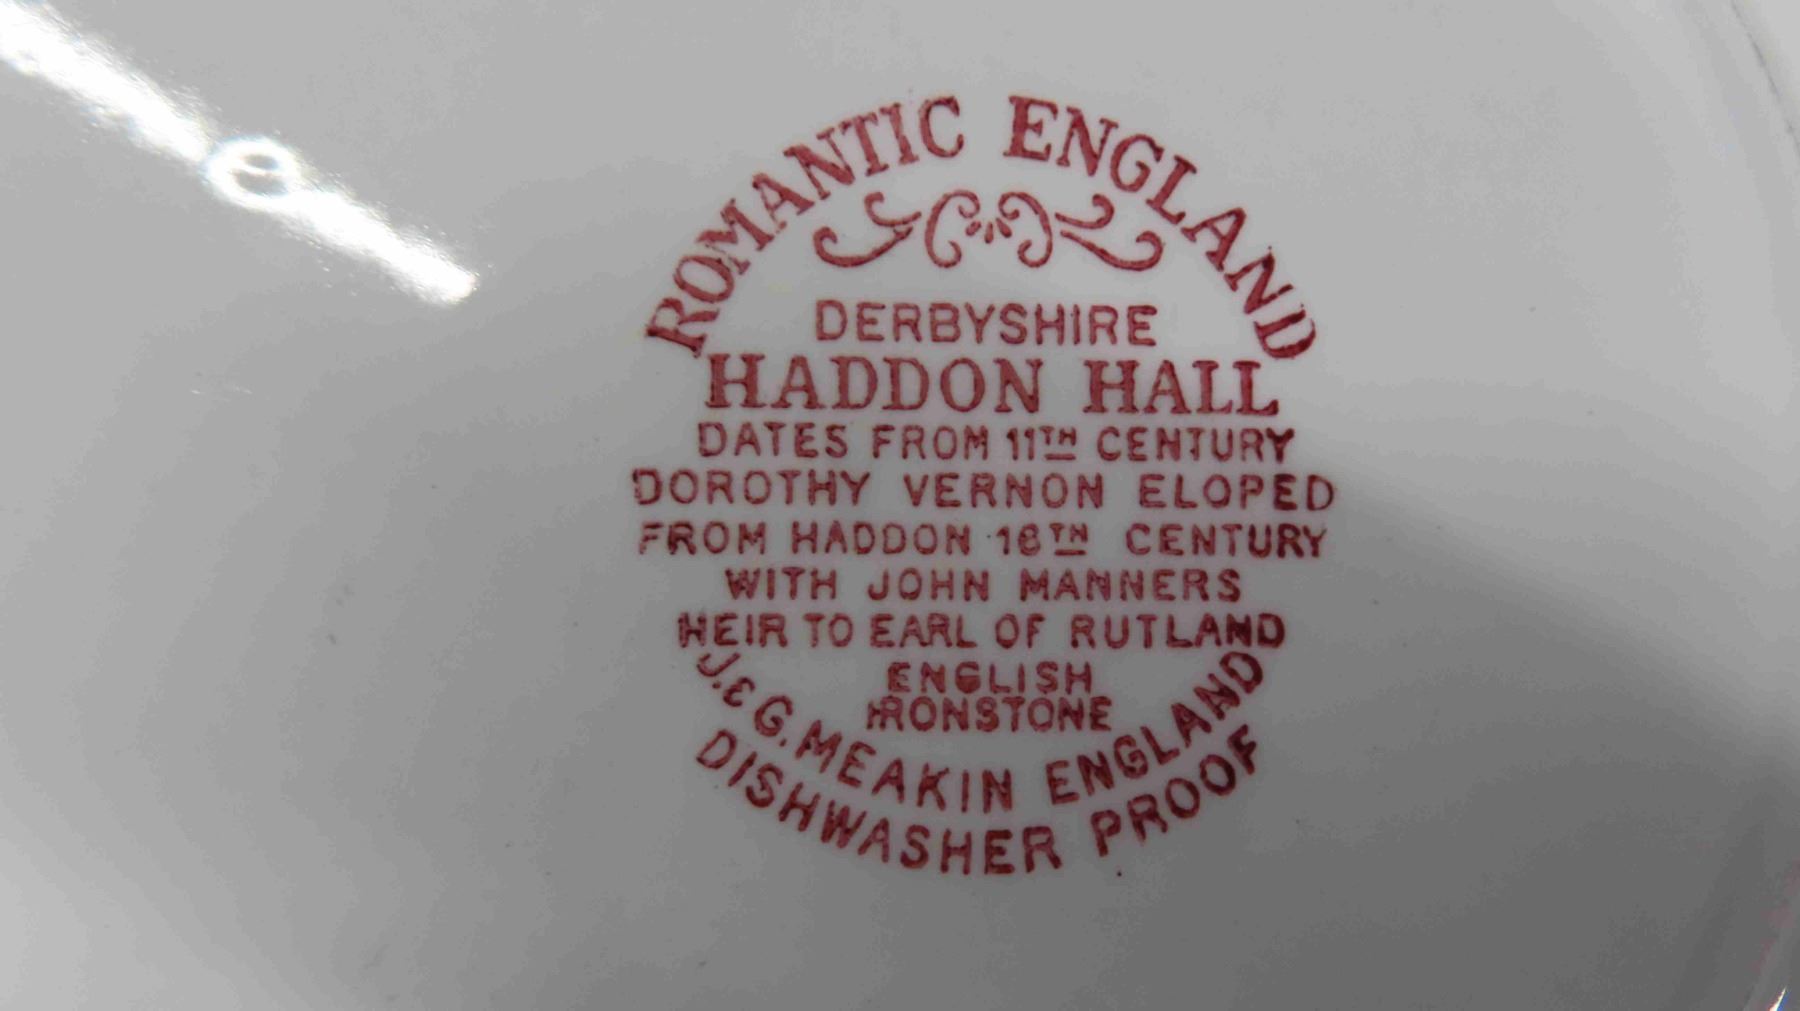 ROMANTIC ENGLAND
DERBYSHIRE
HADDON HALL
DATES FROM 11TH CENTURY
DOROTHY VERNON ELOPED
FROM HADDON 16TH CENTURY
WITH JOHN MANNERS
HEIR TO EARL OF RUTLAND
ENGLISH
IRONSTONE
J. & G. MEAKIN ENGLAND
DISHWASHER PROOF